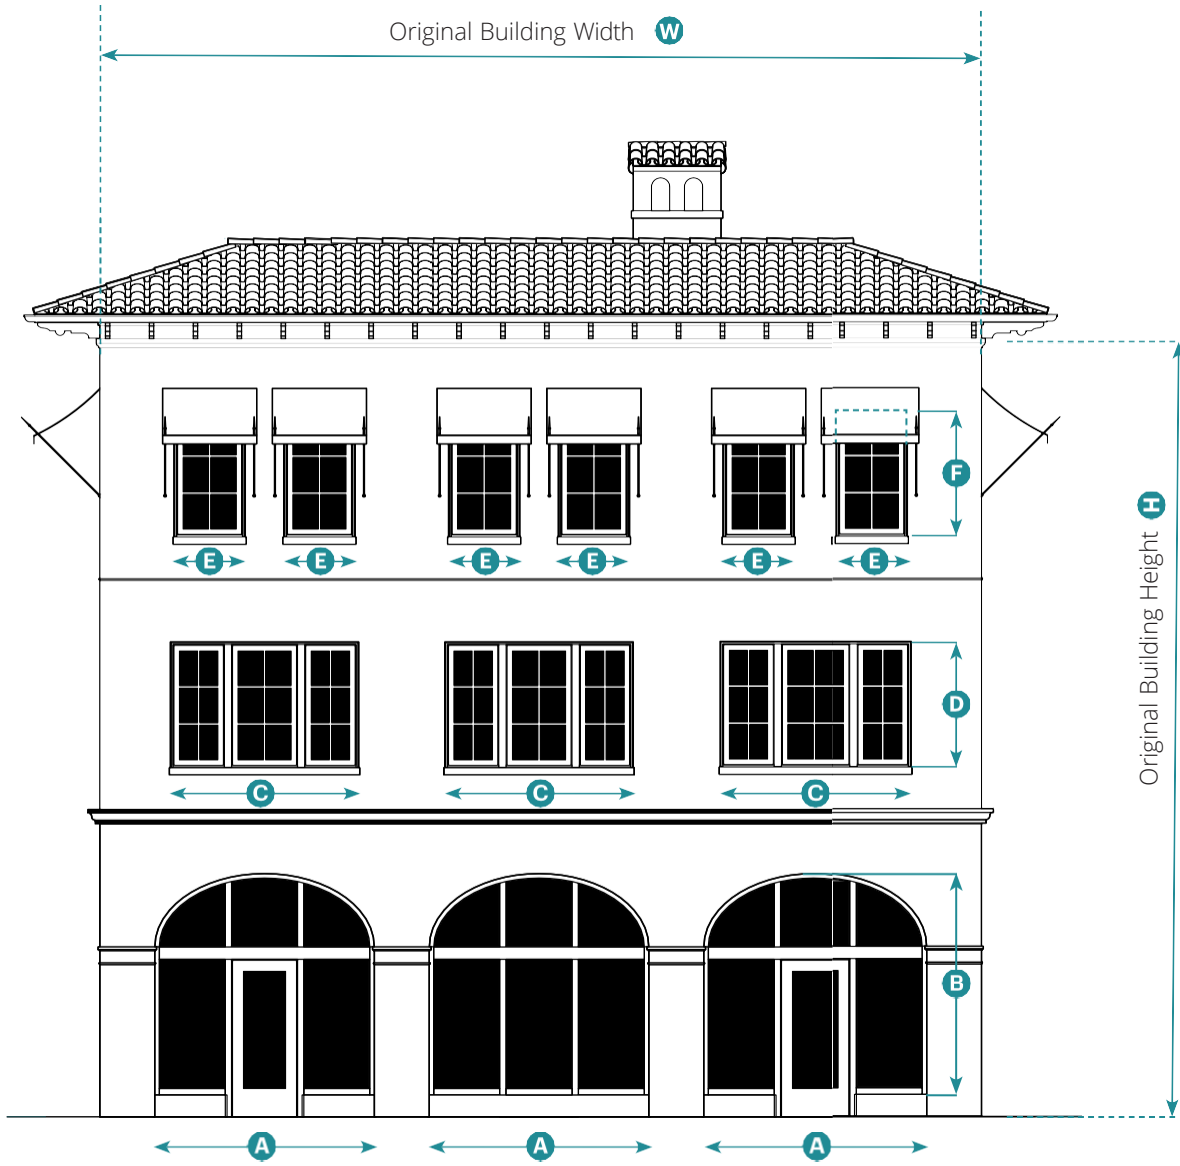 Original Building Width W
F
E E E E E E
Original Building Height H
D
C C C
B
A A A